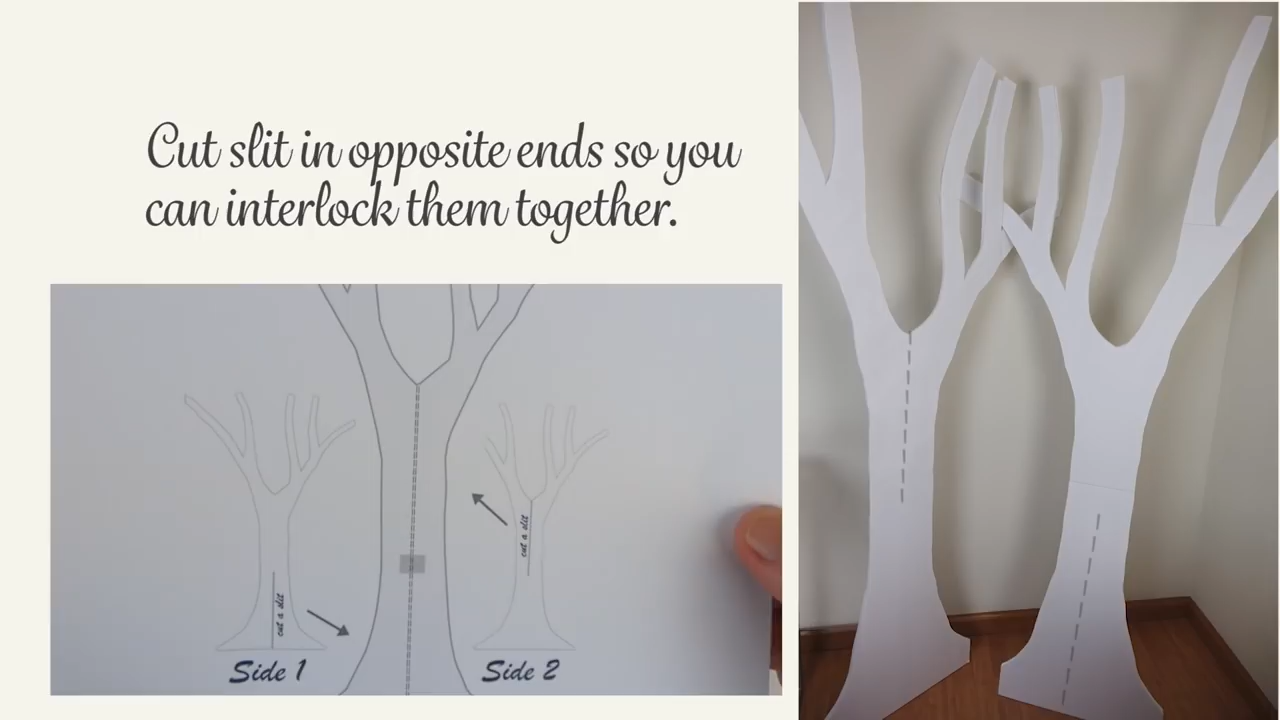 Cut slit in opposite ends so you
can interlock them together.
cut a slit
cut a slit
Side 1
Side 2